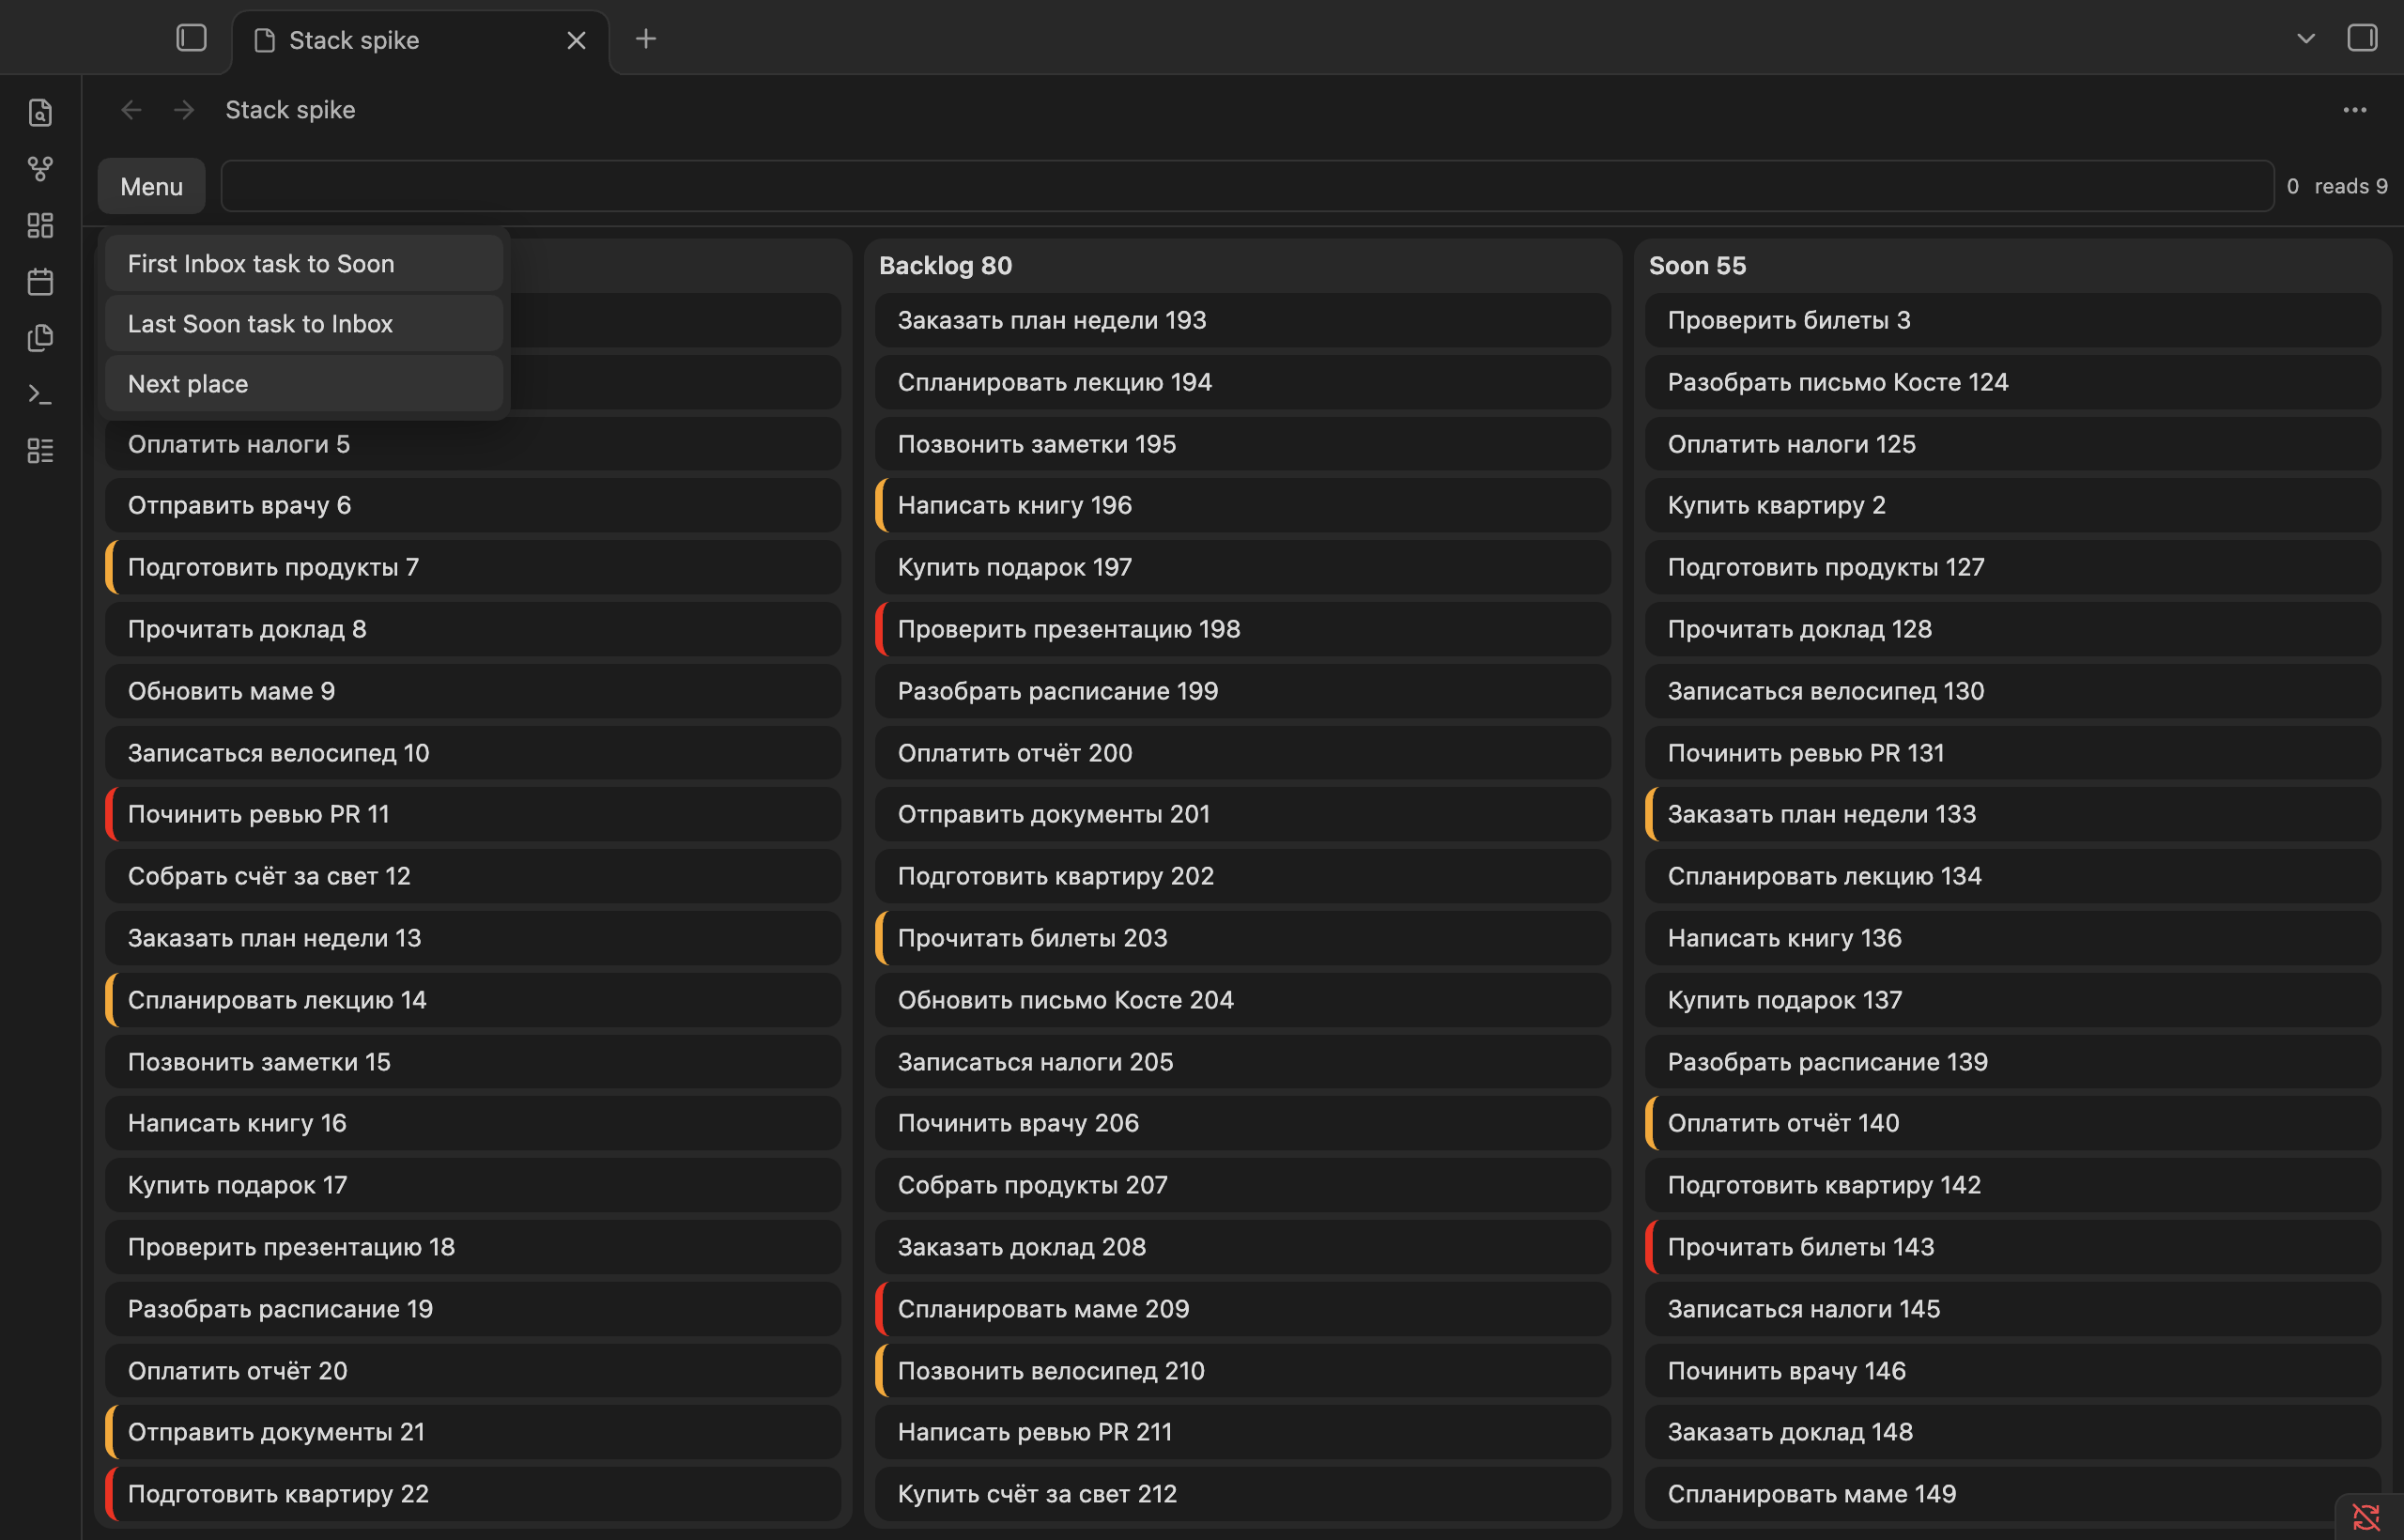 Stack spike
Stack spike
Menu
0 reads 9
First Inbox task to Soon
Last Soon task to Inbox
Next place
Оплатить налоги 5
Отправить врачу 6
Подготовить продукты 7
Прочитать доклад 8
Обновить маме 9
Записаться велосипед 10
Починить ревью PR 11
Собрать счёт за свет 12
Заказать план недели 13
Спланировать лекцию 14
Позвонить заметки 15
Написать книгу 16
Купить подарок 17
Проверить презентацию 18
Разобрать расписание 19
Оплатить отчёт 20
Отправить документы 21
Подготовить квартиру 22
Backlog 80
Заказать план недели 193
Спланировать лекцию 194
Позвонить заметки 195
Написать книгу 196
Купить подарок 197
Проверить презентацию 198
Разобрать расписание 199
Оплатить отчёт 200
Отправить документы 201
Подготовить квартиру 202
Прочитать билеты 203
Обновить письмо Косте 204
Записаться налоги 205
Починить врачу 206
Собрать продукты 207
Заказать доклад 208
Спланировать маме 209
Позвонить велосипед 210
Написать ревью PR 211
Купить счёт за свет 212
Soon 55
Проверить билеты 3
Разобрать письмо Косте 124
Оплатить налоги 125
Купить квартиру 2
Подготовить продукты 127
Прочитать доклад 128
Записаться велосипед 130
Починить ревью PR 131
Заказать план недели 133
Спланировать лекцию 134
Написать книгу 136
Купить подарок 137
Разобрать расписание 139
Оплатить отчёт 140
Подготовить квартиру 142
Прочитать билеты 143
Записаться налоги 145
Починить врачу 146
Заказать доклад 148
Спланировать маме 149